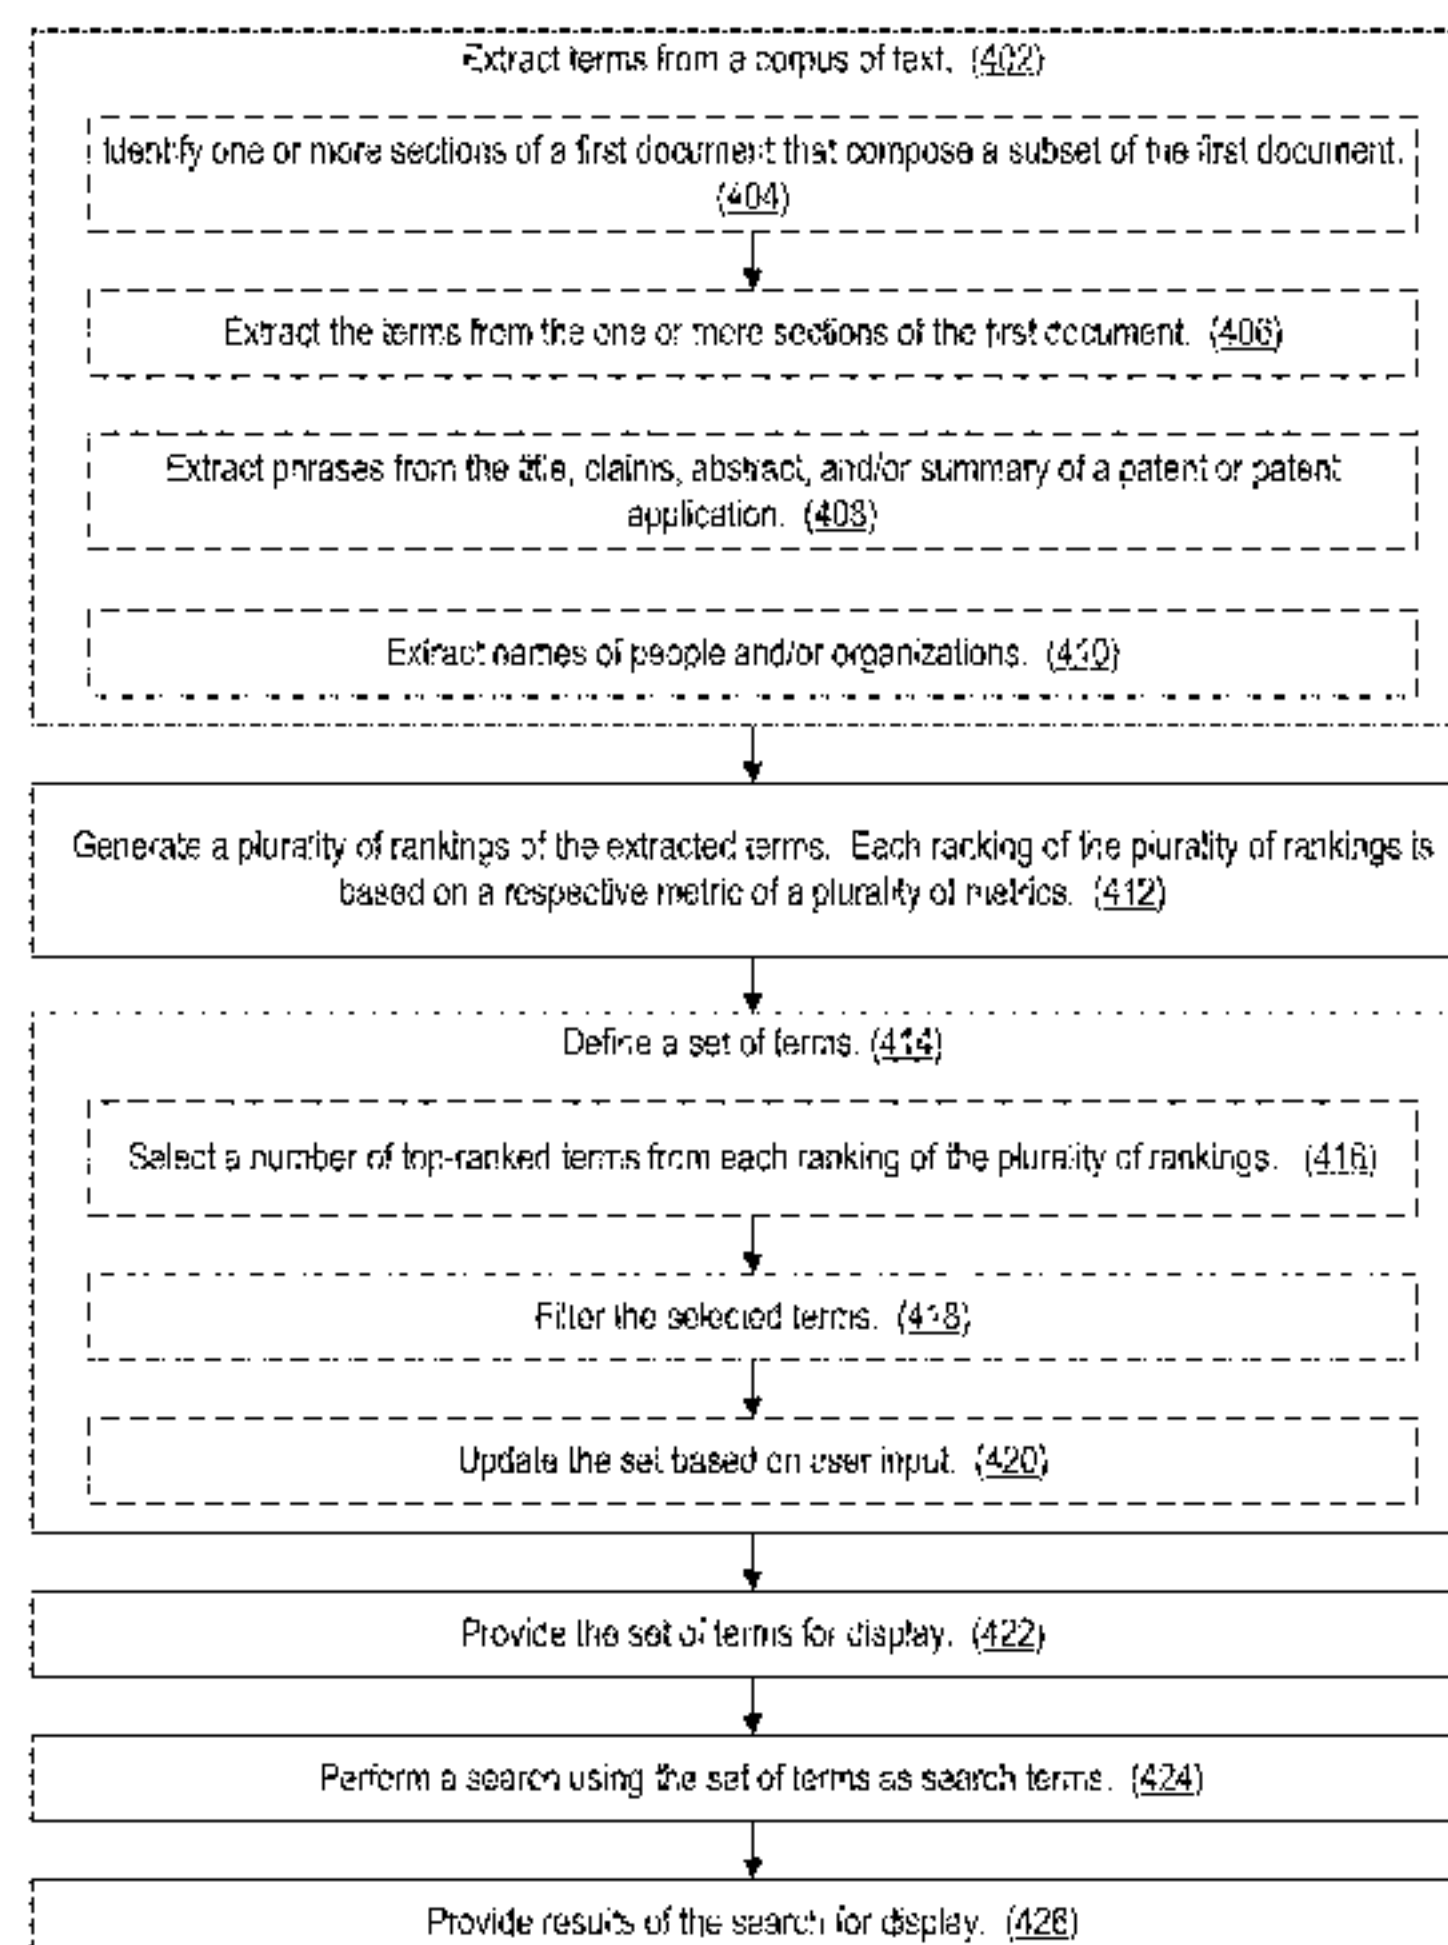 Extract terms from a corpus of text. (402)
Identify one or more sections of a first document that compose a subset of the first document.
(404)
Extract the terms from the one or more sections of the first document. (406)
Extract phrases from the title, claims, abstract, and/or summary of a patent or patent
application. (408)
Extract names of people and/or organizations. (410)
Generate a plurality of rankings of the extracted terms. Each ranking of the plurality of rankings is
based on a respective metric of a plurality of metrics. (412)
Define a set of terms. (414)
Select a number of top-ranked terms from each ranking of the plurality of rankings. (416)
Filter the selected terms. (418)
Update the set based on user input. (420)
Provide the set of terms for display. (422)
Perform a search using the set of terms as search terms. (424)
Provide results of the search for display. (426)